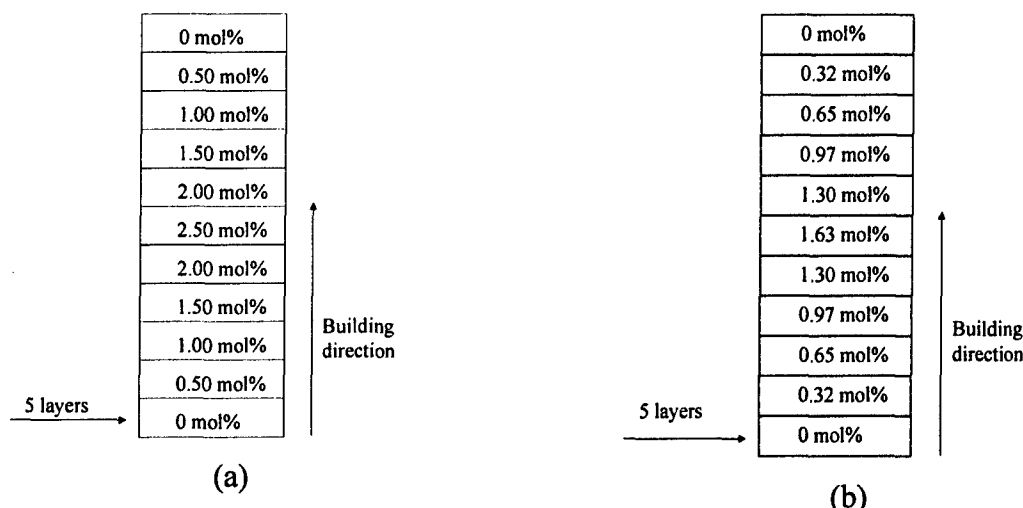 0 mol%
0.50 mol%
1.00 mol%
1.50 mol%
2.00 mol%
2.50 mol%
2.00 mol%
1.50 mol%
1.00 mol%
0.50 mol%
0 mol%
5 layers
Building
direction
(a)
0 mol%
0.32 mol%
0.65 mol%
0.97 mol%
1.30 mol%
1.63 mol%
1.30 mol%
0.97 mol%
0.65 mol%
0.32 mol%
0 mol%
5 layers
Building
direction
(b)